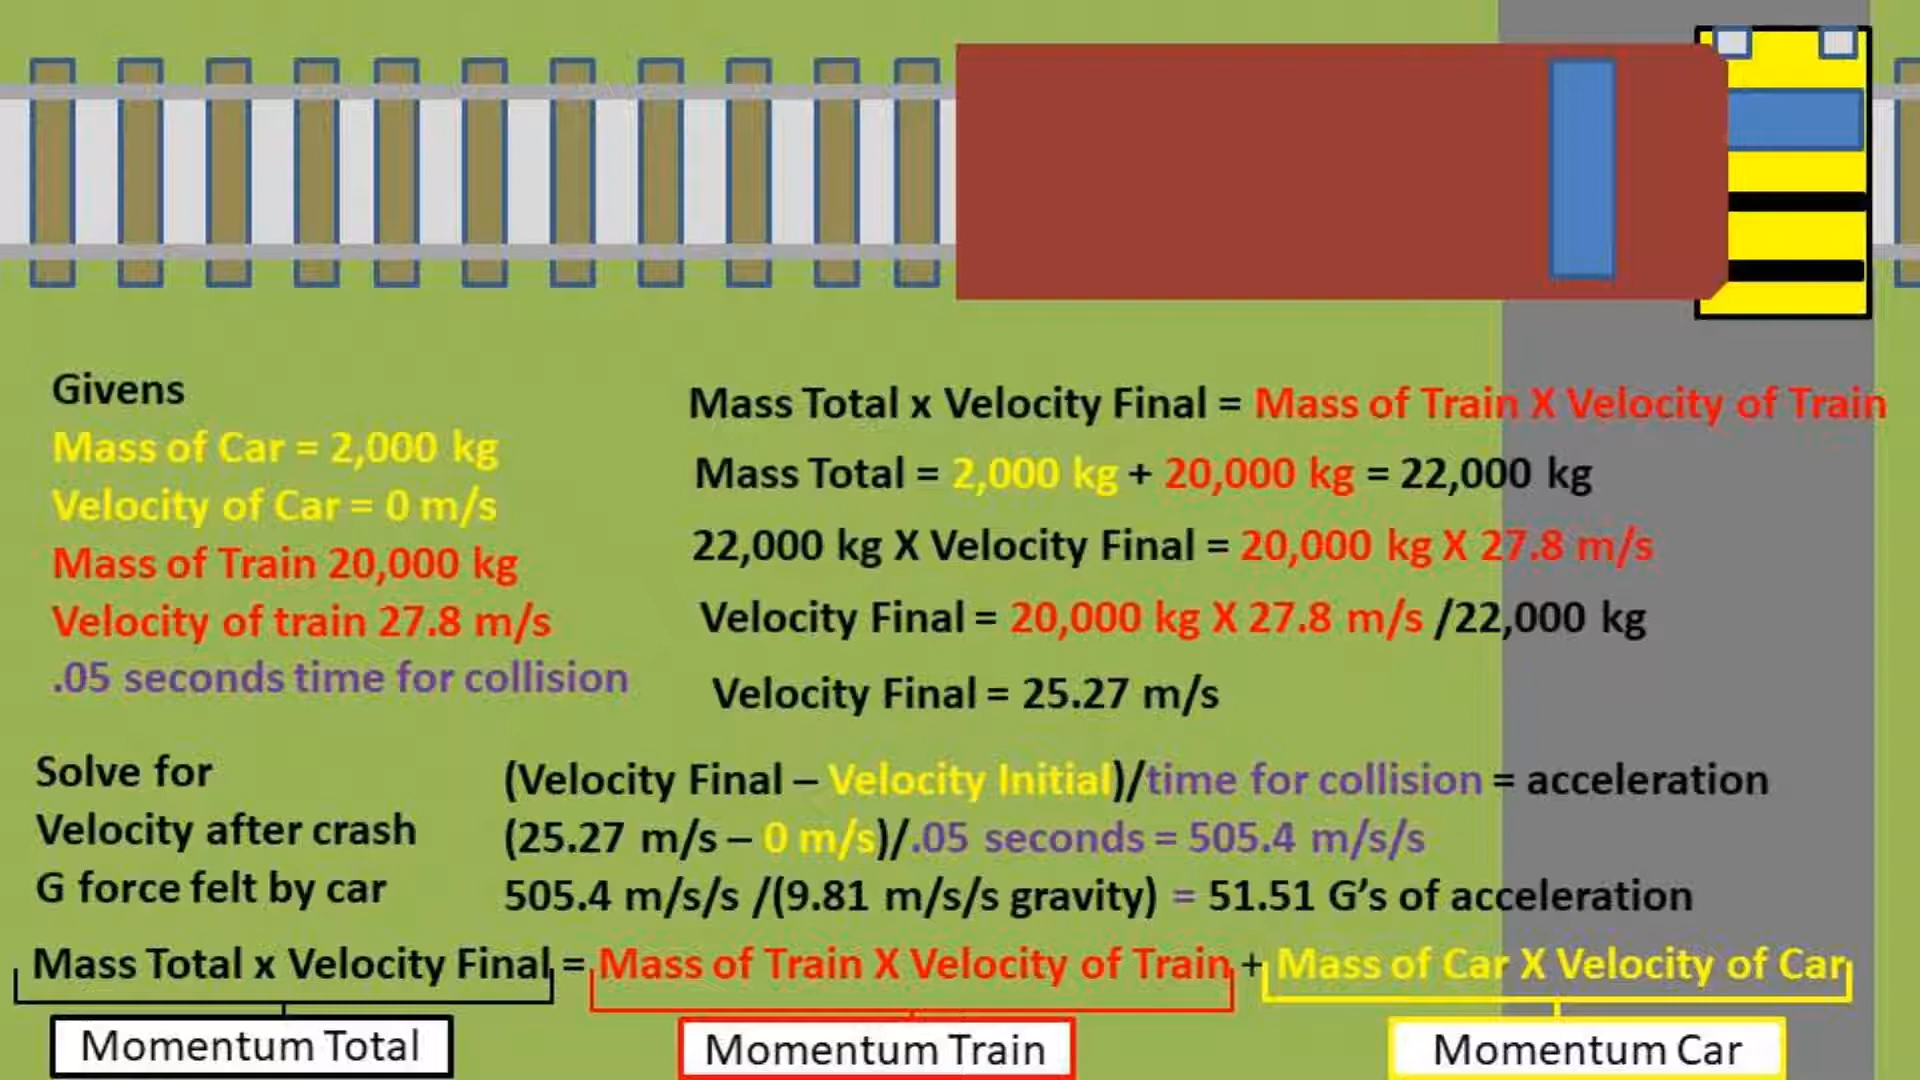 Givens
Mass of Car = 2,000 kg
Velocity of Car = 0 m/s
Mass of Train 20,000 kg
Velocity of train 27.8 m/s
.05 seconds time for collision
Mass Total x Velocity Final = Mass of Train X Velocity of Train
Mass Total = 2,000 kg + 20,000 kg = 22,000 kg
22,000 kg X Velocity Final = 20,000 kg X 27.8 m/s
Velocity Final = 20,000 kg X 27.8 m/s /22,000 kg
Velocity Final = 25.27 m/s
Solve for
Velocity after crash
G force felt by car
(Velocity Final – Velocity Initial)/time for collision = acceleration
(25.27 m/s – 0 m/s)/.05 seconds = 505.4 m/s/s
505.4 m/s/s /(9.81 m/s/s gravity) = 51.51 G’s of acceleration
Mass Total x Velocity Final = Mass of Train X Velocity of Train + Mass of Car X Velocity of Car
Momentum Total
Momentum Train
Momentum Car